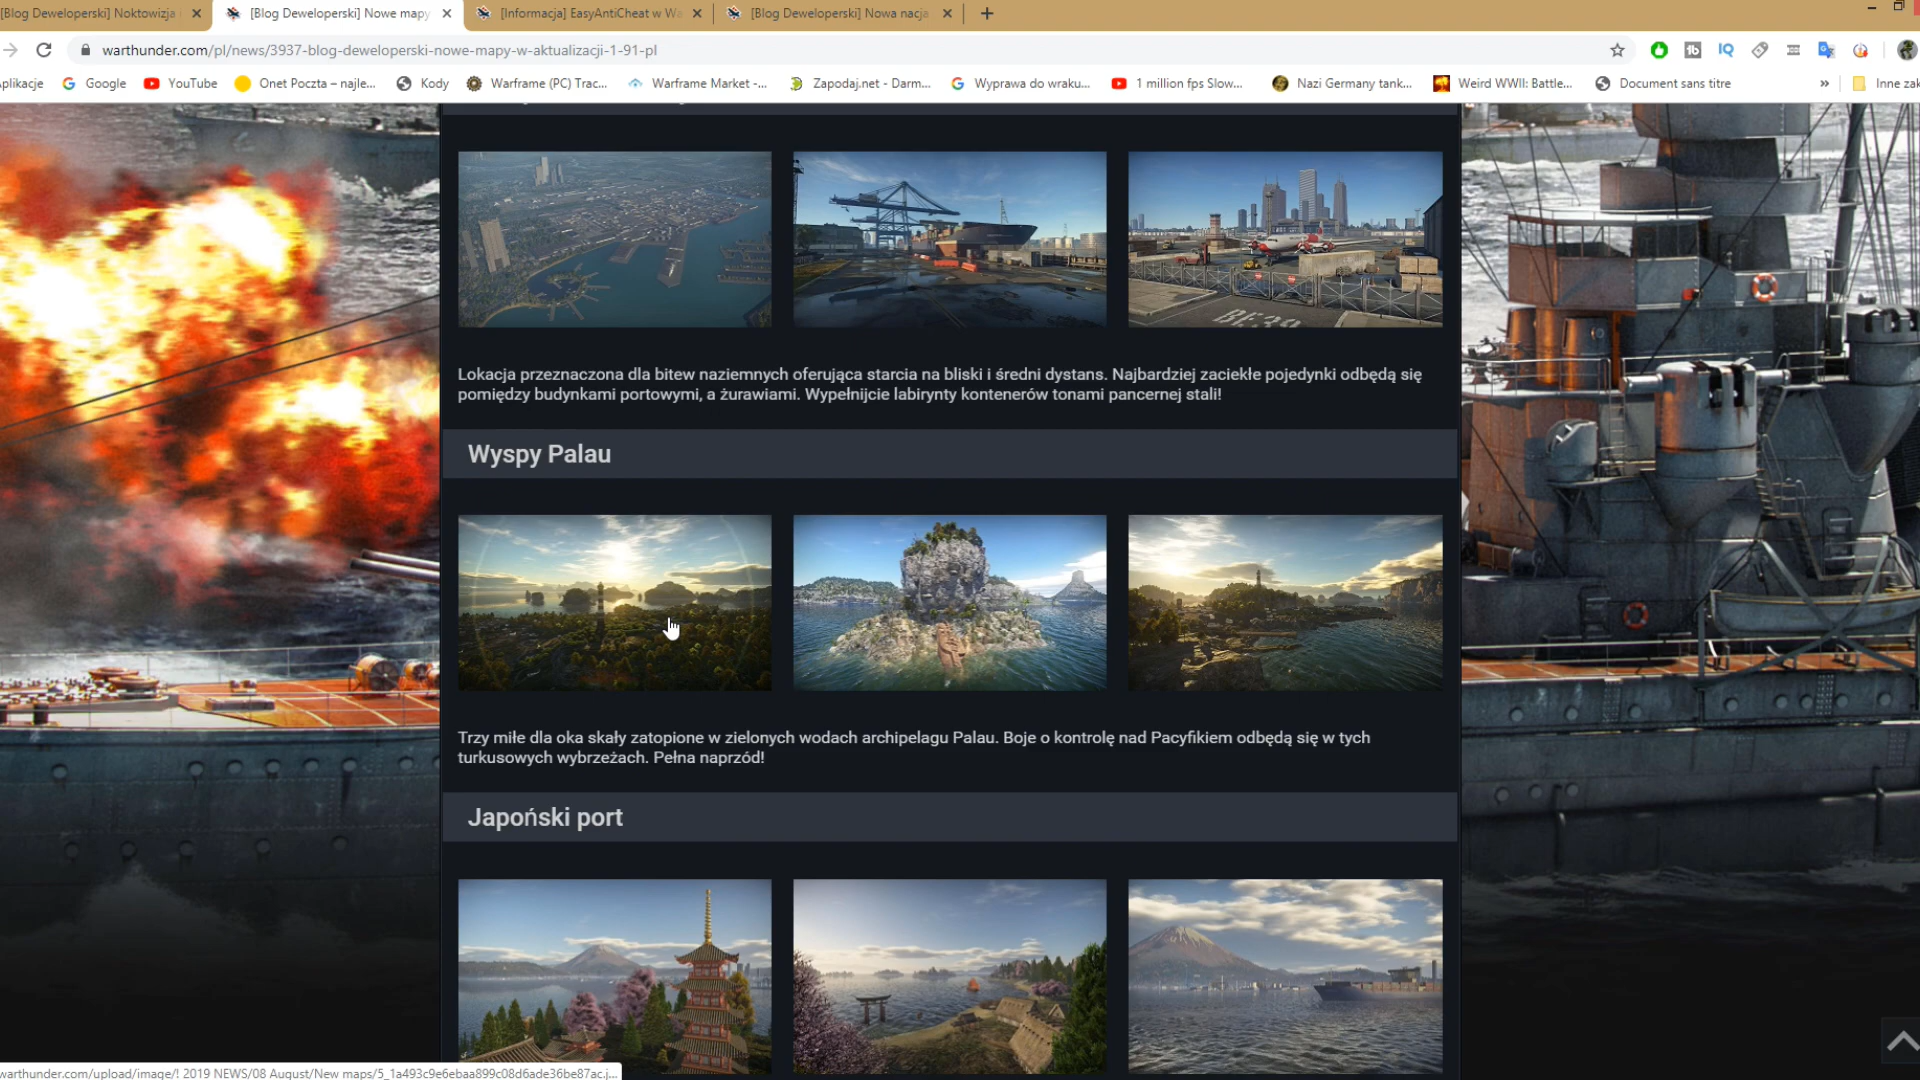 [Blog Deweloperski] Noktowizja
[Blog Deweloperski] Nowe mapy
[Informacja] EasyAntiCheat w Wa
[Blog Deweloperski] Nowa nacja
warthunder.com/pl/news/3937-blog-deweloperski-nowe-mapy-w-aktualizacji-1-91-pl
plikacje
Google
YouTube
Onet Poczta – najle...
Kody
Warframe (PC) Trac...
Warframe Market -...
Zapodaj.net - Darm...
Wyprawa do wraku...
1 million fps Slow...
Nazi Germany tank...
Weird WWII: Battle...
Document sans titre
»
Inne zak
Lokacja przeznaczona dla bitew naziemnych oferująca starcia na bliski i średni dystans. Najbardziej zaciekłe pojedynki odbędą się
pomiędzy budynkami portowymi, a żurawiami. Wypełnijcie labirynty kontenerów tonami pancernej stali!
Wyspy Palau
Trzy miłe dla oka skały zatopione w zielonych wodach archipelagu Palau. Boje o kontrolę nad Pacyfikiem odbędą się w tych
turkusowych wybrzeżach. Pełna naprzód!
Japoński port
warthunder.com/upload/image/! 2019 NEWS/08 August/New maps/5_1a493c9e6ebaa899c08d6ade36be87ac.j...